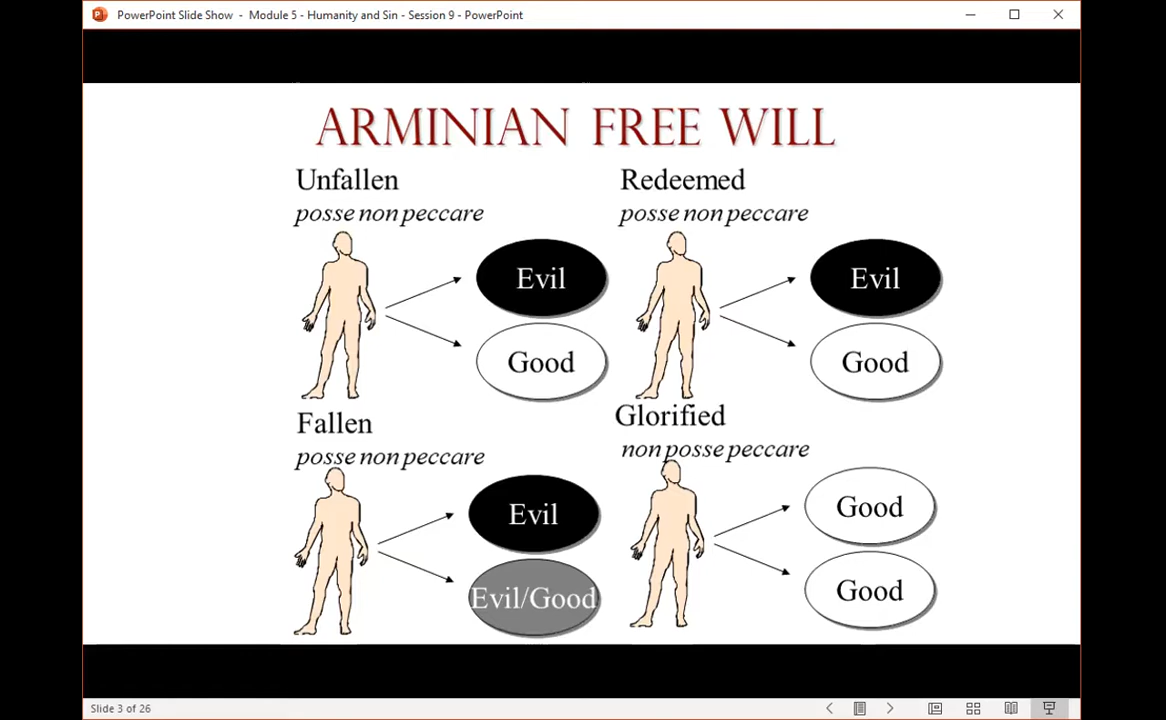 PowerPoint Slide Show - Module 5 - Humanity and Sin - Session 9 - PowerPoint
ARMINIAN FREE WILL
Unfallen
posse non peccare
Evil
Good
Redeemed
posse non peccare
Evil
Good
Fallen
posse non peccare
Evil
Evil/Good
Glorified
non posse peccare
Good
Good
Slide 3 of 26